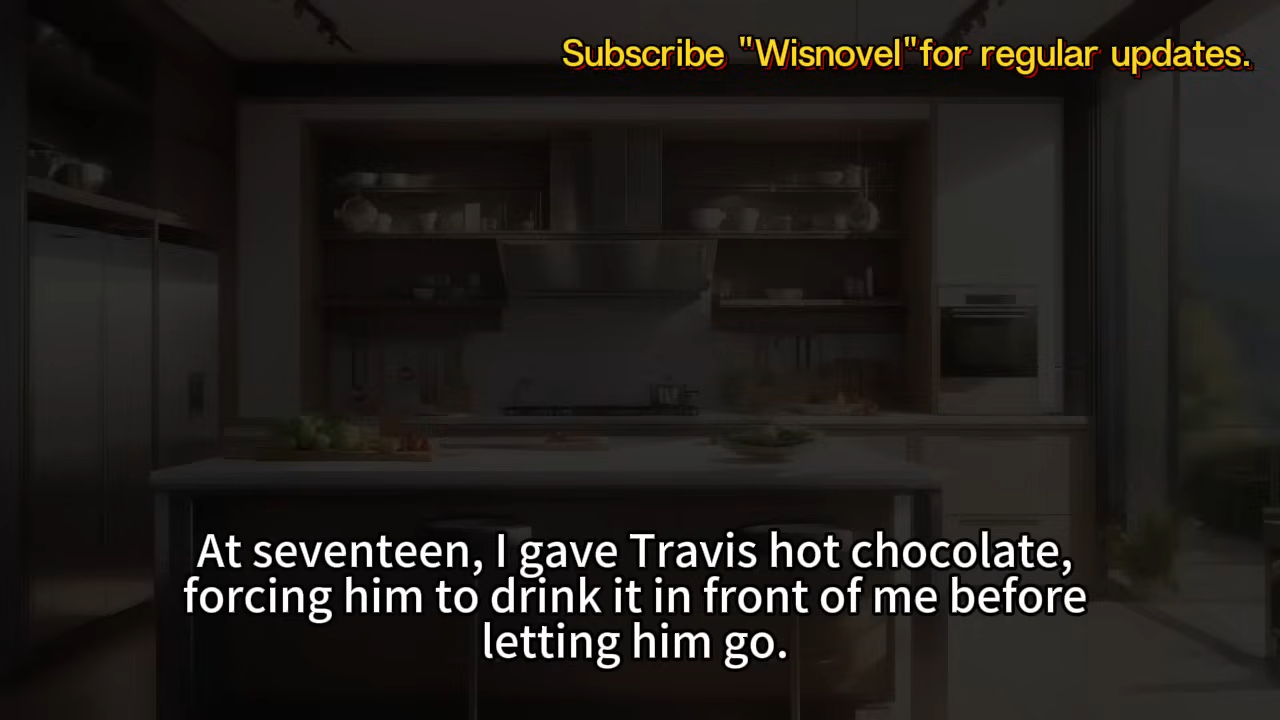 Subscribe "Wisnovel"for regular updates.
At seventeen, I gave Travis hot chocolate,
forcing him to drink it in front of me before
letting him go.